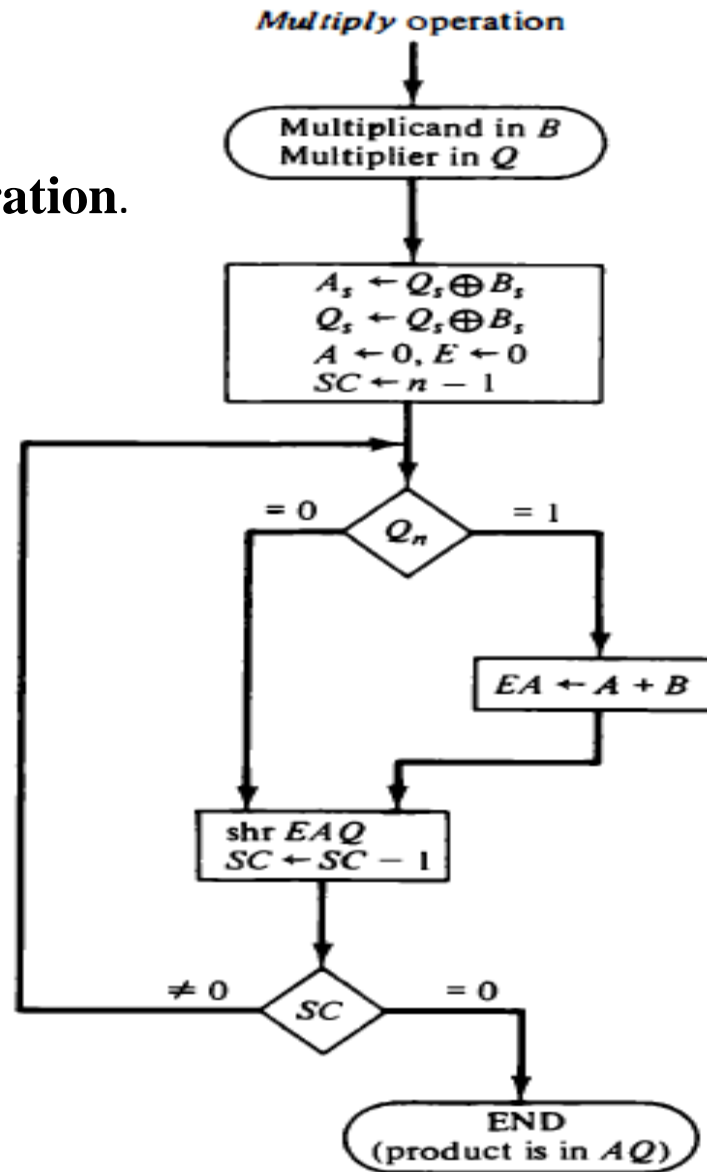 Multiply operation
Multiplicand in B
Multiplier in Q
ration.
A_s ← Q_s ⊕ B_s
Q_s ← Q_s ⊕ B_s
A ← 0, E ← 0
SC ← n − 1
= 0
Q_n
= 1
EA ← A + B
shr EAQ
SC ← SC − 1
≠ 0
SC
= 0
END
(product is in AQ)